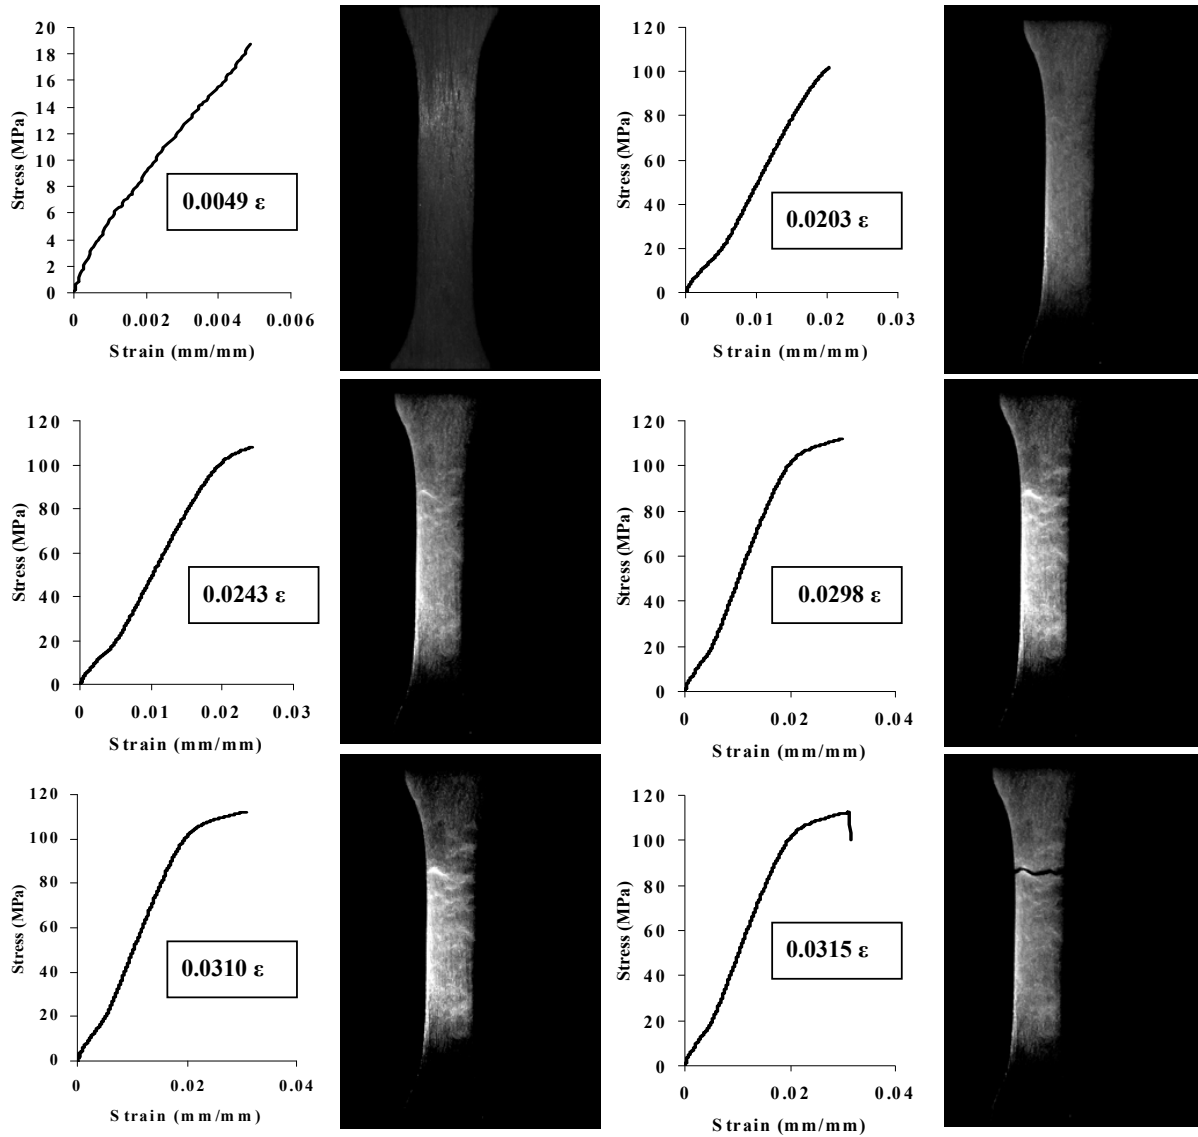 20
18
16
14
12
10
8
6
4
2
0
Stress (MPa)
0.0049 ε
0 0.002 0.004 0.006
Strain (mm/mm)
120
100
80
60
40
20
0
Stress (MPa)
0.0203 ε
0 0.01 0.02 0.03
Strain (mm/mm)
120
100
80
60
40
20
0
Stress (MPa)
0.0243 ε
0 0.01 0.02 0.03
Strain (mm/mm)
120
100
80
60
40
20
0
Stress (MPa)
0.0298 ε
0 0.02 0.04
Strain (mm/mm)
120
100
80
60
40
20
0
Stress (MPa)
0.0310 ε
0 0.02 0.04
Strain (mm/mm)
120
100
80
60
40
20
0
Stress (MPa)
0.0315 ε
0 0.02 0.04
Strain (mm/mm)